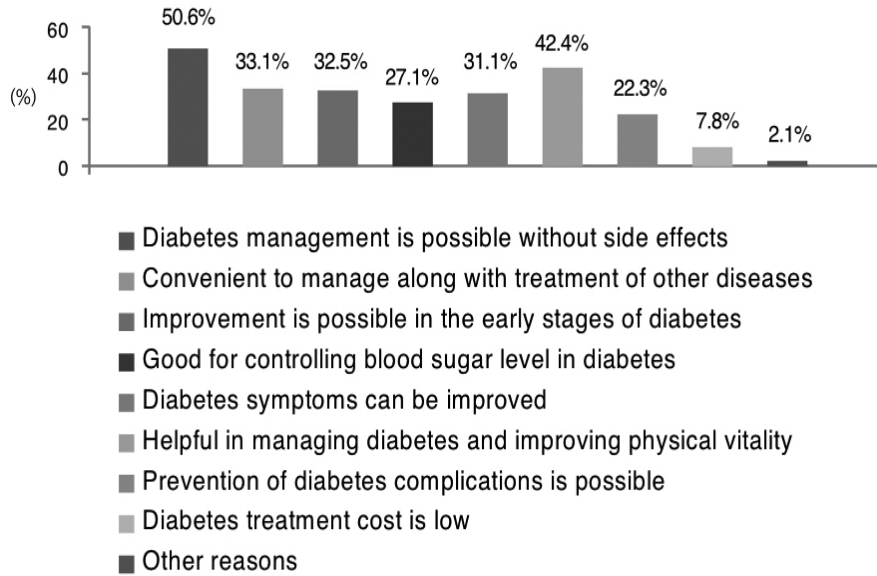 60
40
(%)
20
0
50.6%
33.1%
32.5%
27.1%
31.1%
42.4%
22.3%
7.8%
2.1%
Diabetes management is possible without side effects
Convenient to manage along with treatment of other diseases
Improvement is possible in the early stages of diabetes
Good for controlling blood sugar level in diabetes
Diabetes symptoms can be improved
Helpful in managing diabetes and improving physical vitality
Prevention of diabetes complications is possible
Diabetes treatment cost is low
Other reasons